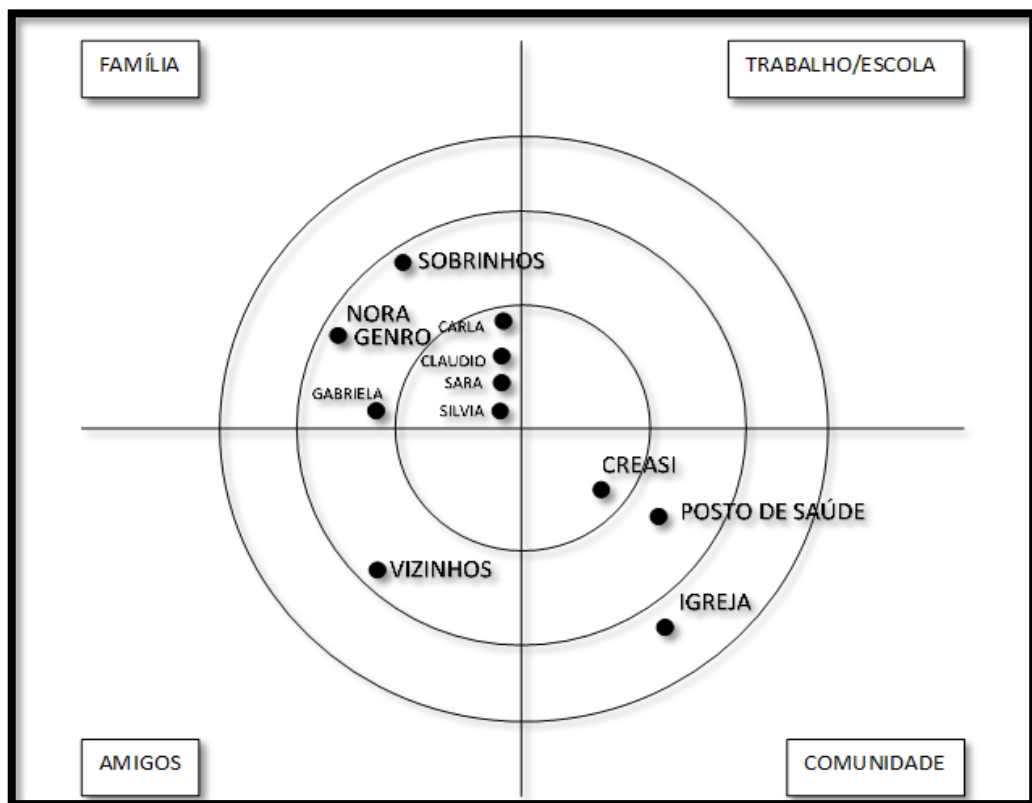 FAMÍLIA
TRABALHO/ESCOLA
SOBRINHOS
NORA
GENRO
CARLA
CLAUDIO
SARA
GABRIELA
SILVIA
CREASI
POSTO DE SAÚDE
VIZINHOS
IGREJA
AMIGOS
COMUNIDADE